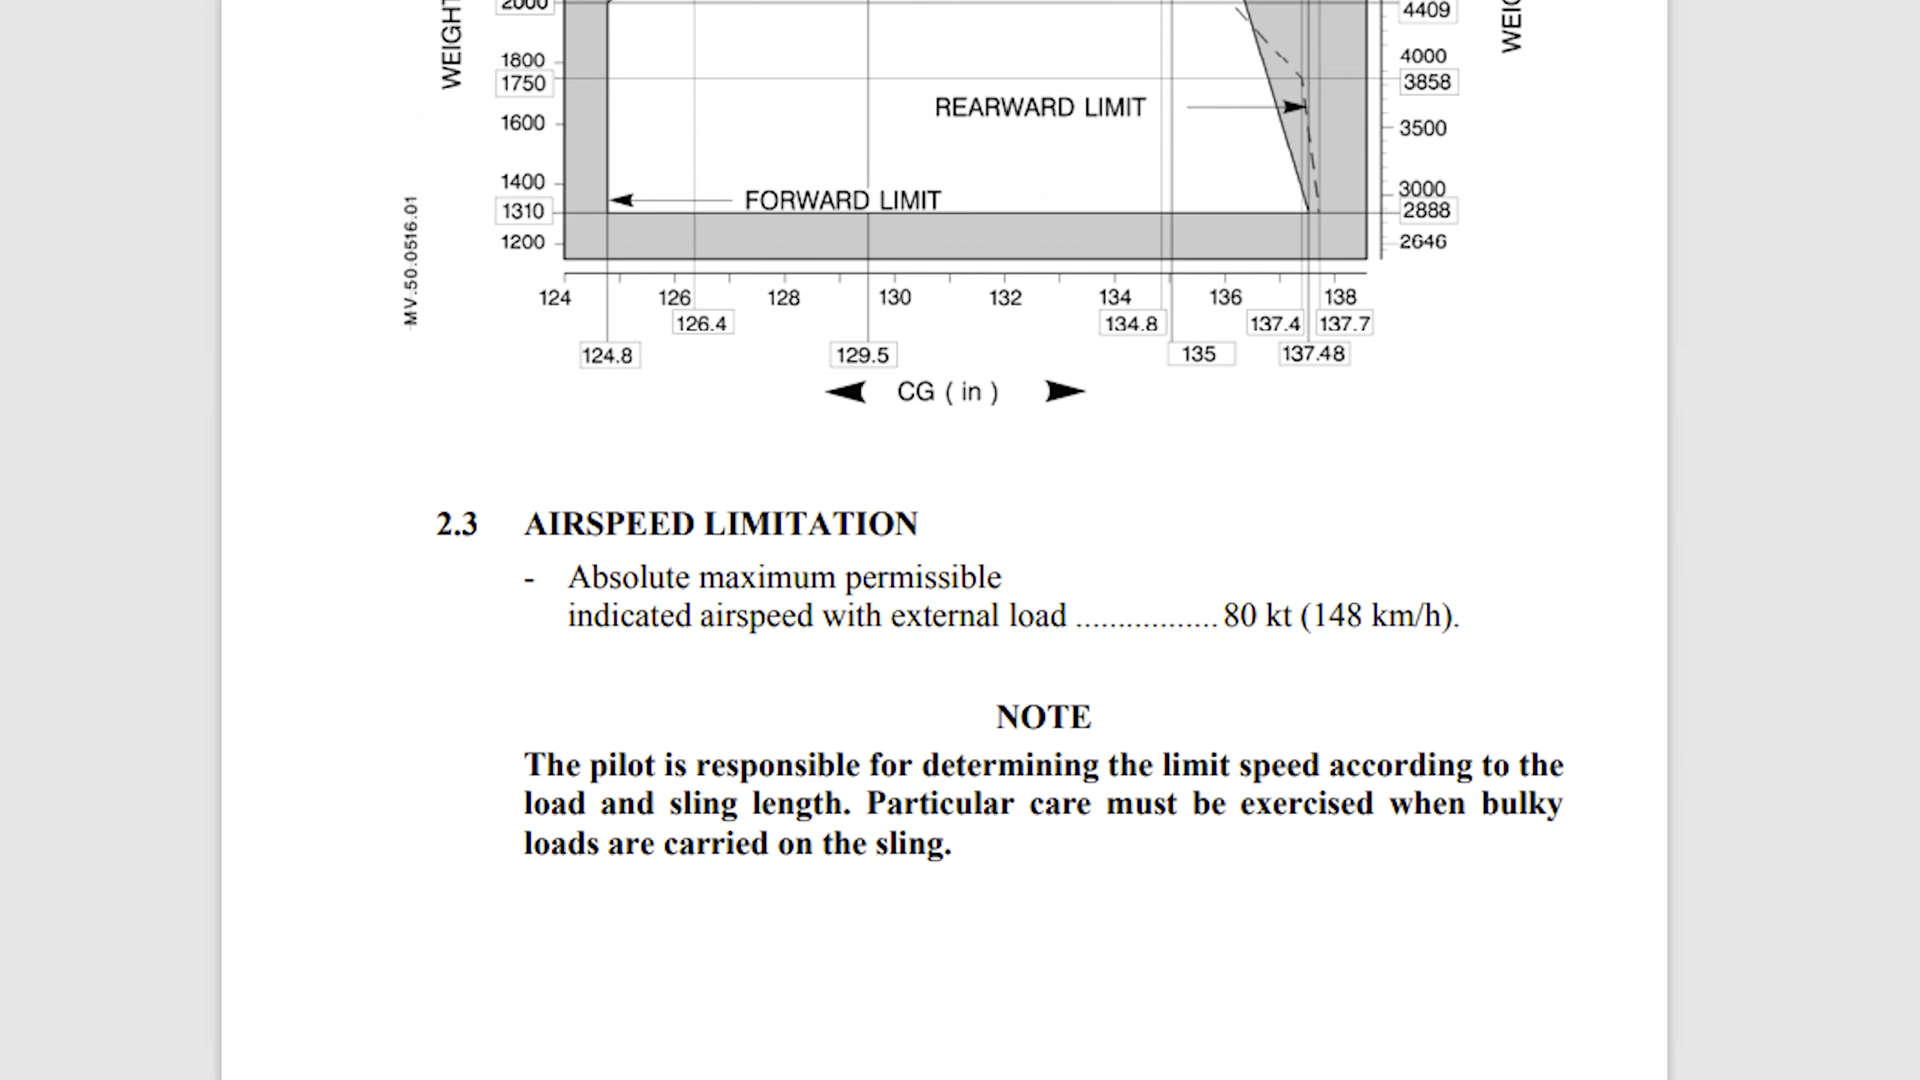 2000
4409
WEIGHT
1800
4000
1750
3858
REARWARD LIMIT
1600
3500
1400
3000
FORWARD LIMIT
1310
2888
1200
2646
MV.50.0516.01
124 126 128 130 132 134 136 138
126.4 134.8 137.4 137.7
124.8 129.5 135 137.48
CG ( in )
2.3 AIRSPEED LIMITATION
- Absolute maximum permissible
indicated airspeed with external load ................. 80 kt (148 km/h).
NOTE
The pilot is responsible for determining the limit speed according to the
load and sling length. Particular care must be exercised when bulky
loads are carried on the sling.